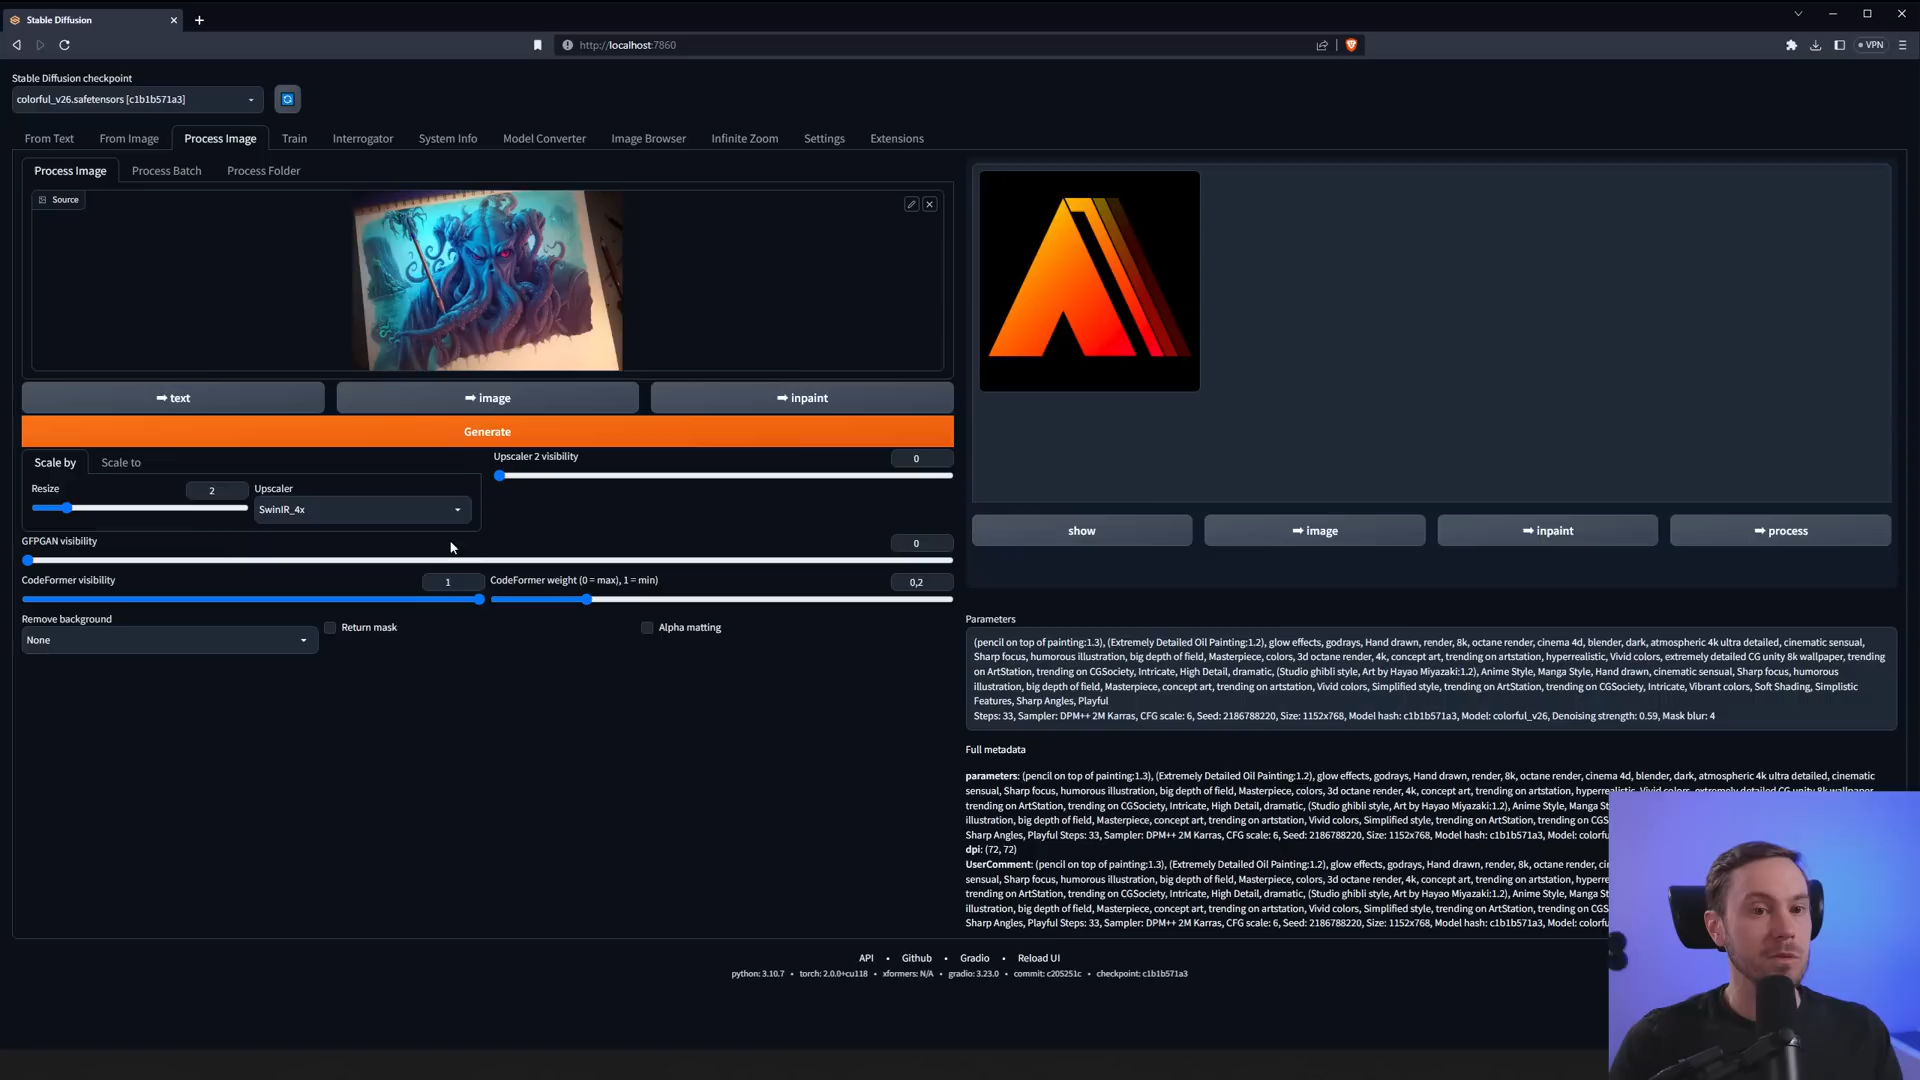 Stable Diffusion
http://localhost:7860
VPN
Stable Diffusion checkpoint
colorful_v26.safetensors [c1b1b571a3]
From Text
From Image
Process Image
Train
Interrogator
System Info
Model Converter
Image Browser
Infinite Zoom
Settings
Extensions
Process Image
Process Batch
Process Folder
Source
➡ text
➡ image
➡ inpaint
Generate
Scale by
Scale to
Upscaler 2 visibility
0
Resize
2
Upscaler
SwinIR_4x
GFPGAN visibility
0
CodeFormer visibility
1
CodeFormer weight (0 = max), 1 = min)
0,2
Remove background
None
Return mask
Alpha matting
show
➡ image
➡ inpaint
➡ process
Parameters
(pencil on top of painting:1.3), (Extremely Detailed Oil Painting:1.2), glow effects, godrays, Hand drawn, render, 8k, octane render, cinema 4d, blender, dark, atmospheric 4k ultra detailed, cinematic sensual,
Sharp focus, humorous illustration, big depth of field, Masterpiece, colors, 3d octane render, 4k, concept art, trending on artstation, hyperrealistic, Vivid colors, extremely detailed CG unity 8k wallpaper, trending
on ArtStation, trending on CGSociety, Intricate, High Detail, dramatic, (Studio ghibli style, Art by Hayao Miyazaki:1.2), Anime Style, Manga Style, Hand drawn, cinematic sensual, Sharp focus, humorous
illustration, big depth of field, Masterpiece, concept art, trending on artstation, Vivid colors, Simplified style, trending on ArtStation, trending on CGSociety, Intricate, Vibrant colors, Soft Shading, Simplistic
Features, Sharp Angles, Playful
Steps: 33, Sampler: DPM++ 2M Karras, CFG scale: 6, Seed: 2186788220, Size: 1152x768, Model hash: c1b1b571a3, Model: colorful_v26, Denoising strength: 0.59, Mask blur: 4
Full metadata
parameters: (pencil on top of painting:1.3), (Extremely Detailed Oil Painting:1.2), glow effects, godrays, Hand drawn, render, 8k, octane render, cinema 4d, blender, dark, atmospheric 4k ultra detailed, cinematic
sensual, Sharp focus, humorous illustration, big depth of field, Masterpiece, colors, 3d octane render, 4k, concept art, trending on artstation, hyperrealistic, Vivid colors, extremely detailed CG unity 8k wallpaper,
trending on ArtStation, trending on CGSociety, Intricate, High Detail, dramatic, (Studio ghibli style, Art by Hayao Miyazaki:1.2), Anime Style, Manga
illustration, big depth of field, Masterpiece, concept art, trending on artstation, Vivid colors, Simplified style, trending on ArtStation, trending on
Sharp Angles, Playful Steps: 33, Sampler: DPM++ 2M Karras, CFG scale: 6, Seed: 2186788220, Size: 1152x768, Model hash: c1b1b571a3, Model:
dpi: (72, 72)
UserComment: (pencil on top of painting:1.3), (Extremely Detailed Oil Painting:1.2), glow effects, godrays, Hand drawn, render, 8k, octane render,
sensual, Sharp focus, humorous illustration, big depth of field, Masterpiece, colors, 3d octane render, 4k, concept art, trending on artstation,
trending on ArtStation, trending on CGSociety, Intricate, High Detail, dramatic, (Studio ghibli style, Art by Hayao Miyazaki:1.2), Anime Style, Manga
illustration, big depth of field, Masterpiece, concept art, trending on artstation, Vivid colors, Simplified style, trending on ArtStation, trending on
Sharp Angles, Playful Steps: 33, Sampler: DPM++ 2M Karras, CFG scale: 6, Seed: 2186788220, Size: 1152x768, Model hash: c1b1b571a3, Model:
API • Github • Gradio • Reload UI
python: 3.10.7 • torch: 2.0.0+cu118 • xformers: N/A • gradio: 3.23.0 • commit: c205251c • checkpoint: c1b1b571a3